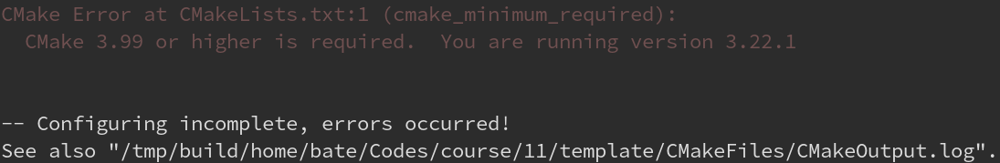 CMake Error at CMakeLists.txt:1 (cmake_minimum_required):
  CMake 3.99 or higher is required.  You are running version 3.22.1
-- Configuring incomplete, errors occurred!
See also "/tmp/build/home/bate/Codes/course/11/template/CMakeFiles/CMakeOutput.log".